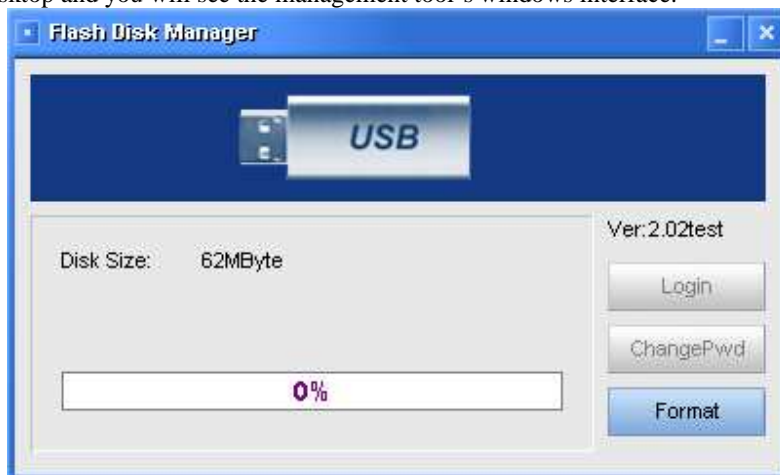 sktop and you will see the management tool's windows interface.
Flash Disk Manager
USB
Ver:2.02test
Disk Size: 62MByte
Login
ChangePwd
0%
Format